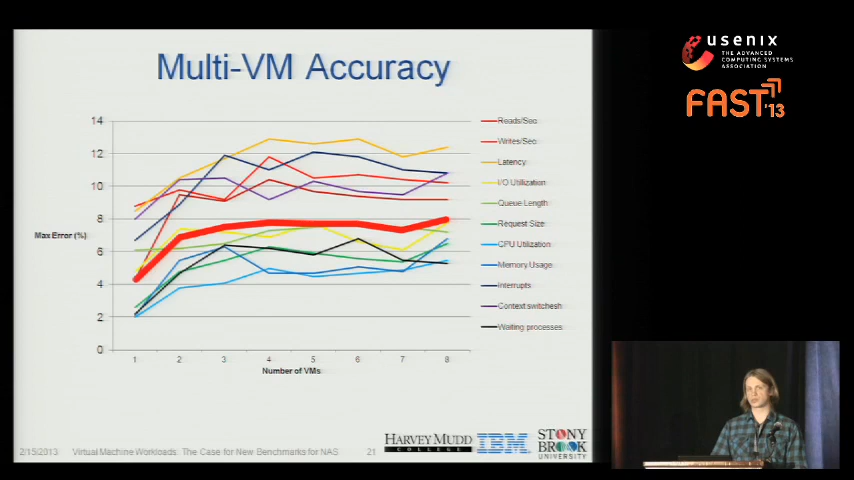 Multi-VM Accuracy
usenix
THE ADVANCED
COMPUTING SYSTEMS
ASSOCIATION
FAST '13
14
12
10
8
6
4
2
0
Max Error (%)
1 2 3 4 5 6 7 8
Number of VMs
Reads/Sec
Writes/Sec
Latency
I/O Utilization
Queue Length
Request Size
CPU Utilization
Memory Usage
Interrupts
Context switchesh
Waiting processes
2/15/2013 Virtual Machine Workloads: The Case for New Benchmarks for NAS 21
HARVEY MUDD
COLLEGE
IBM
STONY
BROOK
UNIVERSITY